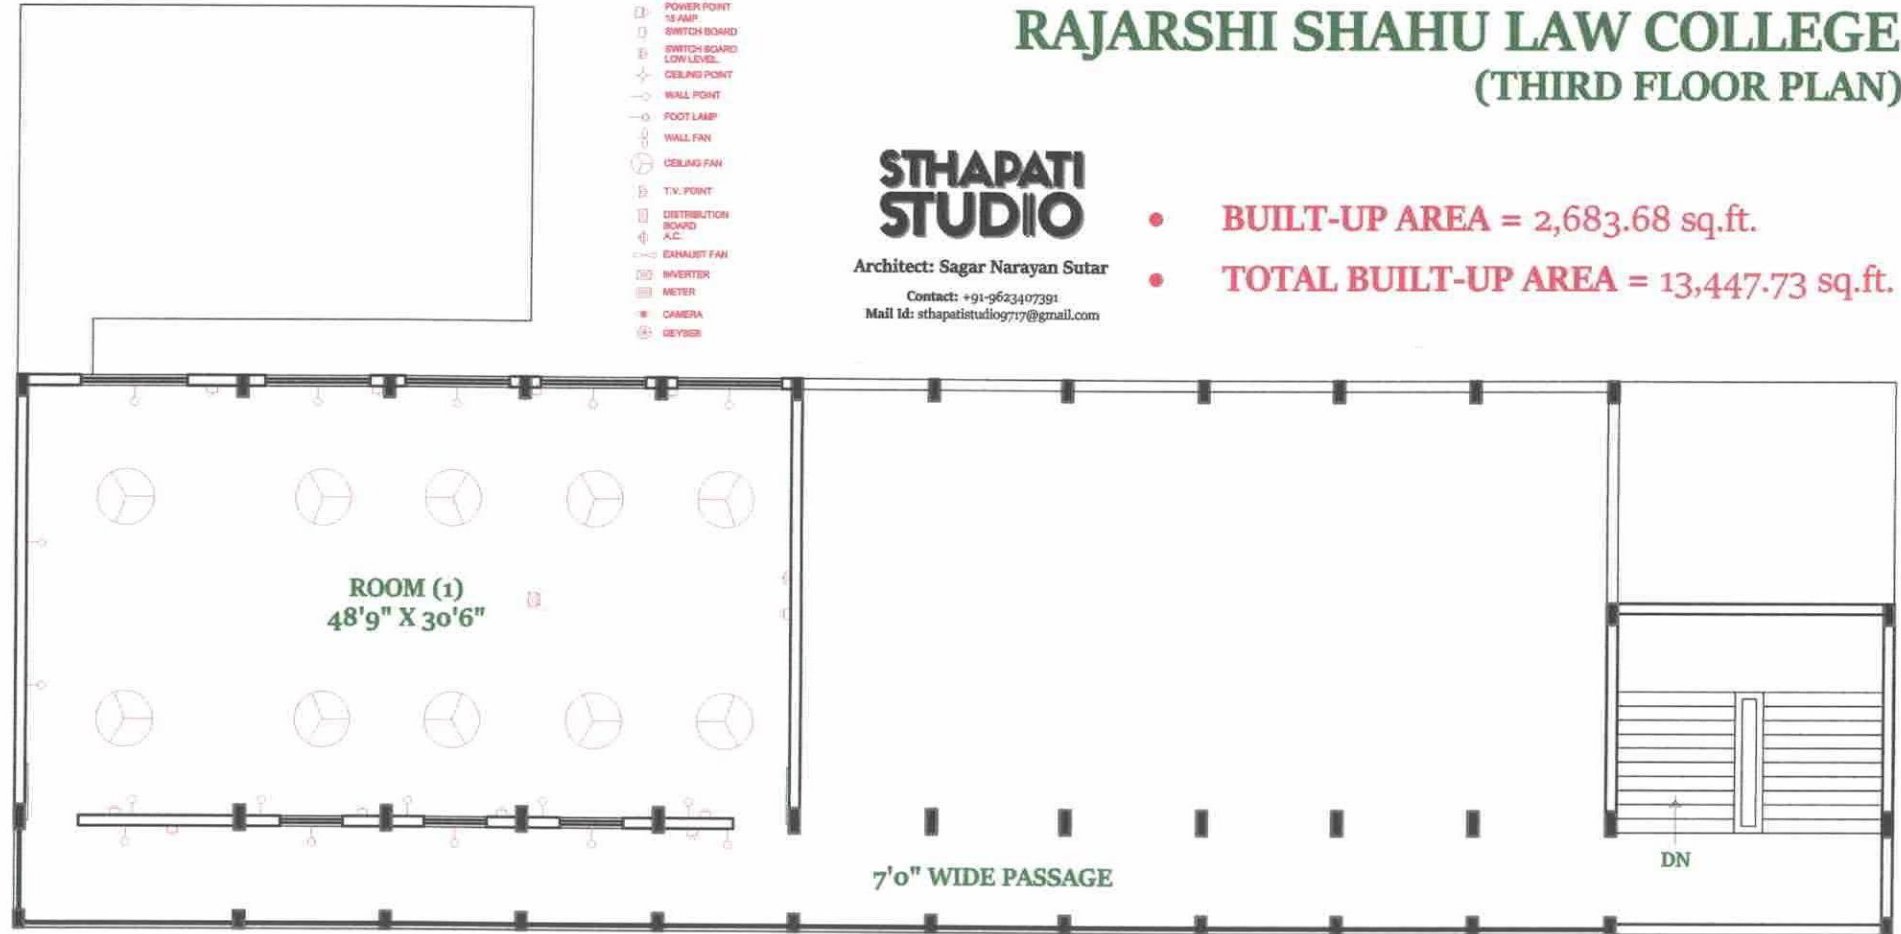 POWER POINT
15 AMP
SWITCH BOARD
SWITCH BOARD
LOW LEVEL
CEILING POINT
WALL POINT
FOOT LAMP
WALL FAN
CEILING FAN
T.V. POINT
DISTRIBUTION
BOARD
A.C.
EXHAUST FAN
INVERTER
METER
CAMERA
GEYSER
RAJARSHI SHAHU LAW COLLEGE
(THIRD FLOOR PLAN)
STHAPATI
STUDIO
Architect: Sagar Narayan Sutar
Contact: +91-9623407391
Mail Id: sthapatistudio9717@gmail.com
• BUILT-UP AREA = 2,683.68 sq.ft.
• TOTAL BUILT-UP AREA = 13,447.73 sq.ft.
ROOM (1)
48'9" X 30'6"
7'0" WIDE PASSAGE
DN